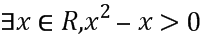 ∃x ∈ R,x² – x > 0